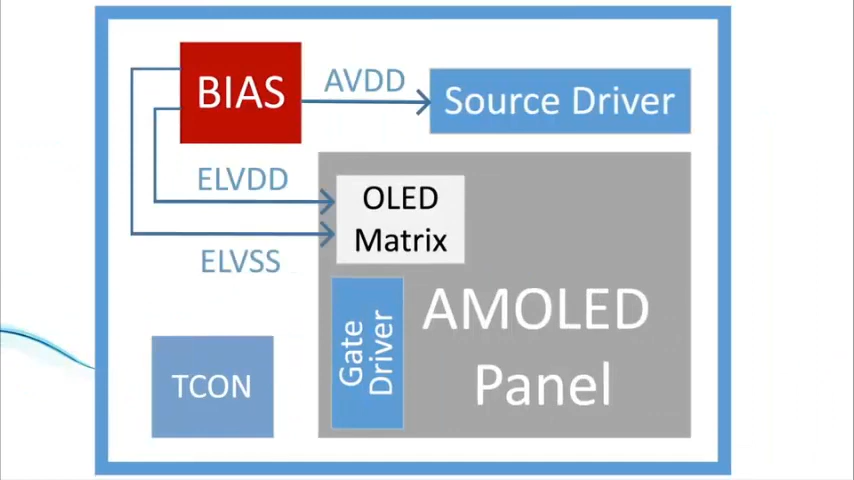 BIAS
AVDD
Source Driver
ELVDD
OLED
Matrix
ELVSS
Gate
Driver
AMOLED
Panel
TCON